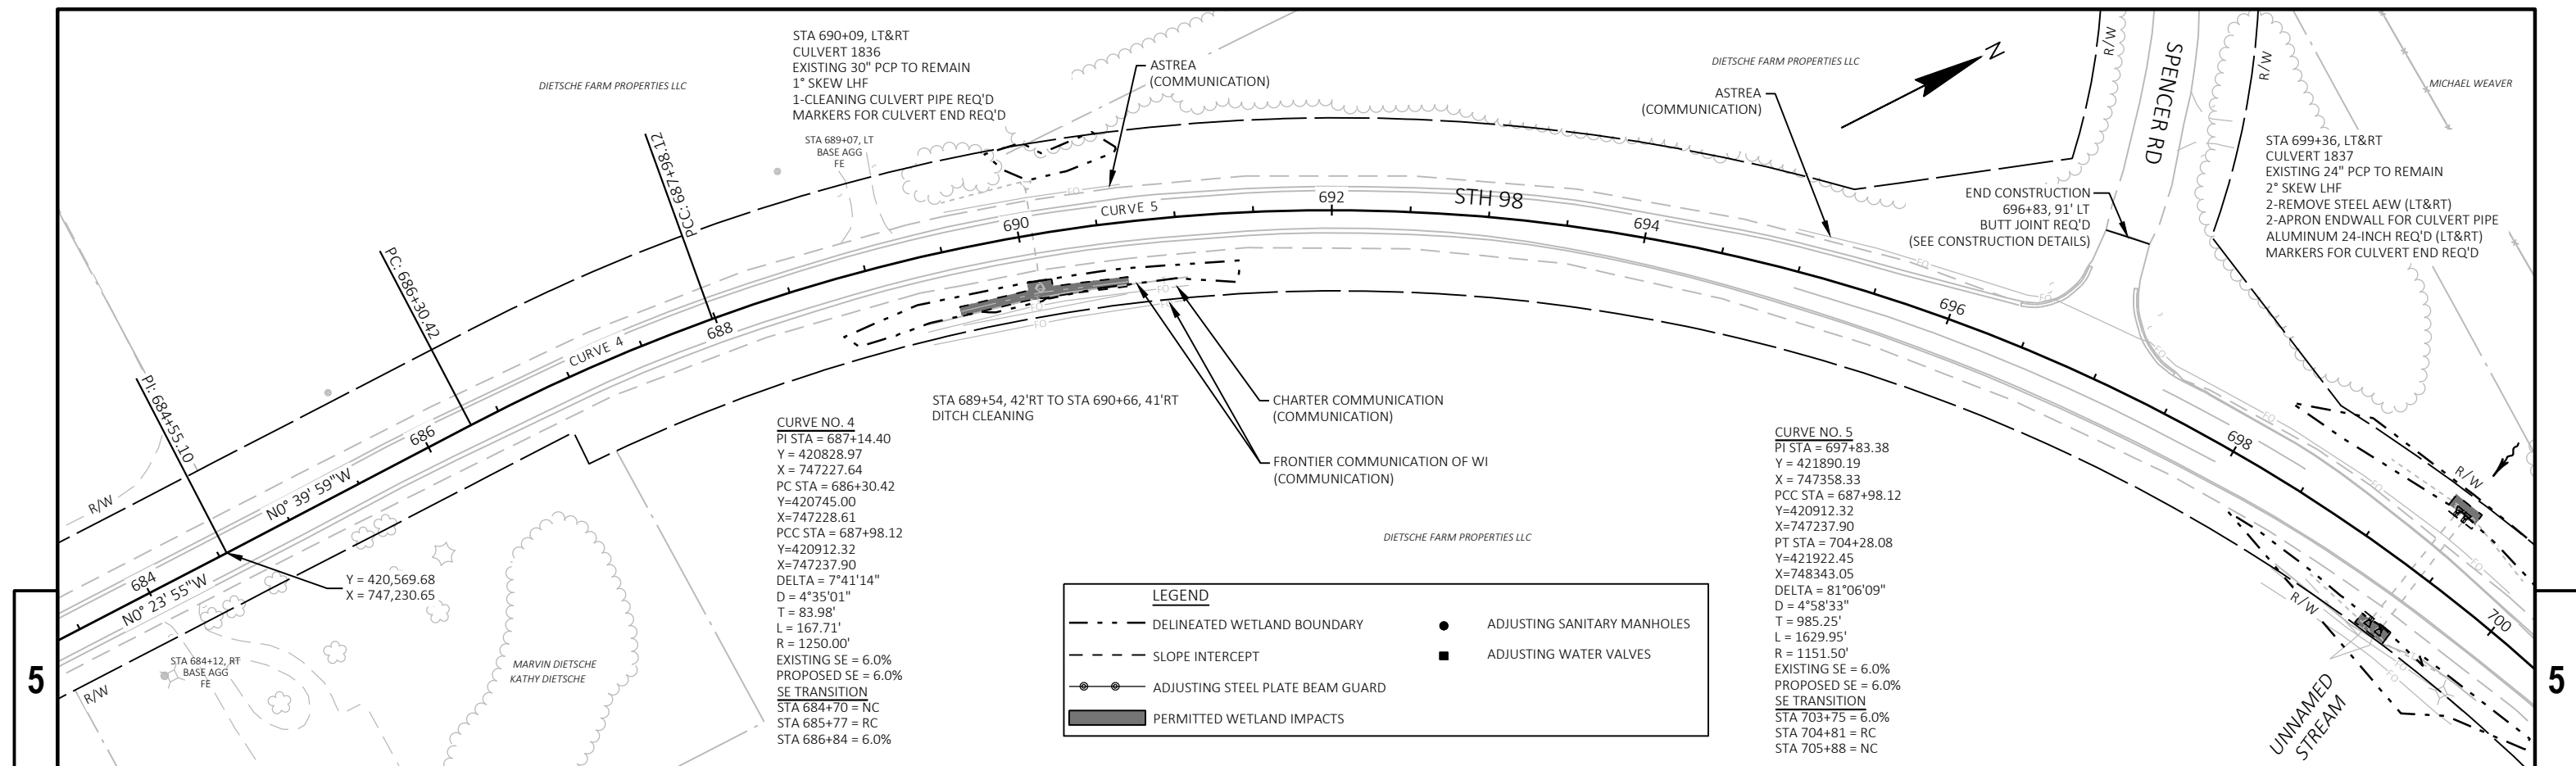 STA 690+09, LT&RT
CULVERT 1836
EXISTING 30" PCP TO REMAIN
1° SKEW LHF
1-CLEANING CULVERT PIPE REQ'D
MARKERS FOR CULVERT END REQ'D
DIETSCHE FARM PROPERTIES LLC
STA 689+07, LT
BASE AGG
FE
ASTREA
(COMMUNICATION)
DIETSCHE FARM PROPERTIES LLC
ASTREA
(COMMUNICATION)
N
R/W
SPENCER RD
R/W
MICHAEL WEAVER
STA 699+36, LT&RT
CULVERT 1837
EXISTING 24" PCP TO REMAIN
2° SKEW LHF
2-REMOVE STEEL AEW (LT&RT)
2-APRON ENDWALL FOR CULVERT PIPE
ALUMINUM 24-INCH REQ'D (LT&RT)
MARKERS FOR CULVERT END REQ'D
END CONSTRUCTION
696+83, 91' LT
BUTT JOINT REQ'D
(SEE CONSTRUCTION DETAILS)
PI: 684+55.10
PC: 686+30.42
PCC: 687+98.12
684
686
688
690
692
694
696
698
700
CURVE 4
CURVE 5
STH 98
FO
FO
FO
FO
FO
FO
FO
FO
FO
FO
FO
FO
R/W
N0° 39' 59"W
N0° 23' 55"W
R/W
Y = 420,569.68
X = 747,230.65
STA 684+12, RT
BASE AGG
FE
MARVIN DIETSCHE
KATHY DIETSCHE
STA 689+54, 42'RT TO STA 690+66, 41'RT
DITCH CLEANING
CHARTER COMMUNICATION
(COMMUNICATION)
FRONTIER COMMUNICATION OF WI
(COMMUNICATION)
DIETSCHE FARM PROPERTIES LLC
CURVE NO. 4
PI STA = 687+14.40
Y = 420828.97
X = 747227.64
PC STA = 686+30.42
Y=420745.00
X=747228.61
PCC STA = 687+98.12
Y=420912.32
X=747237.90
DELTA = 7°41'14"
D = 4°35'01"
T = 83.98'
L = 167.71'
R = 1250.00'
EXISTING SE = 6.0%
PROPOSED SE = 6.0%
SE TRANSITION
STA 684+70 = NC
STA 685+77 = RC
STA 686+84 = 6.0%
LEGEND
DELINEATED WETLAND BOUNDARY
SLOPE INTERCEPT
ADJUSTING STEEL PLATE BEAM GUARD
PERMITTED WETLAND IMPACTS
ADJUSTING SANITARY MANHOLES
ADJUSTING WATER VALVES
CURVE NO. 5
PI STA = 697+83.38
Y = 421890.19
X = 747358.33
PCC STA = 687+98.12
Y=420912.32
X=747237.90
PT STA = 704+28.08
Y=421922.45
X=748343.05
DELTA = 81°06'09"
D = 4°58'33"
T = 985.25'
L = 1629.95'
R = 1151.50'
EXISTING SE = 6.0%
PROPOSED SE = 6.0%
SE TRANSITION
STA 703+75 = 6.0%
STA 704+81 = RC
STA 705+88 = NC
R/W
R/W
UNNAMED
STREAM
5
5